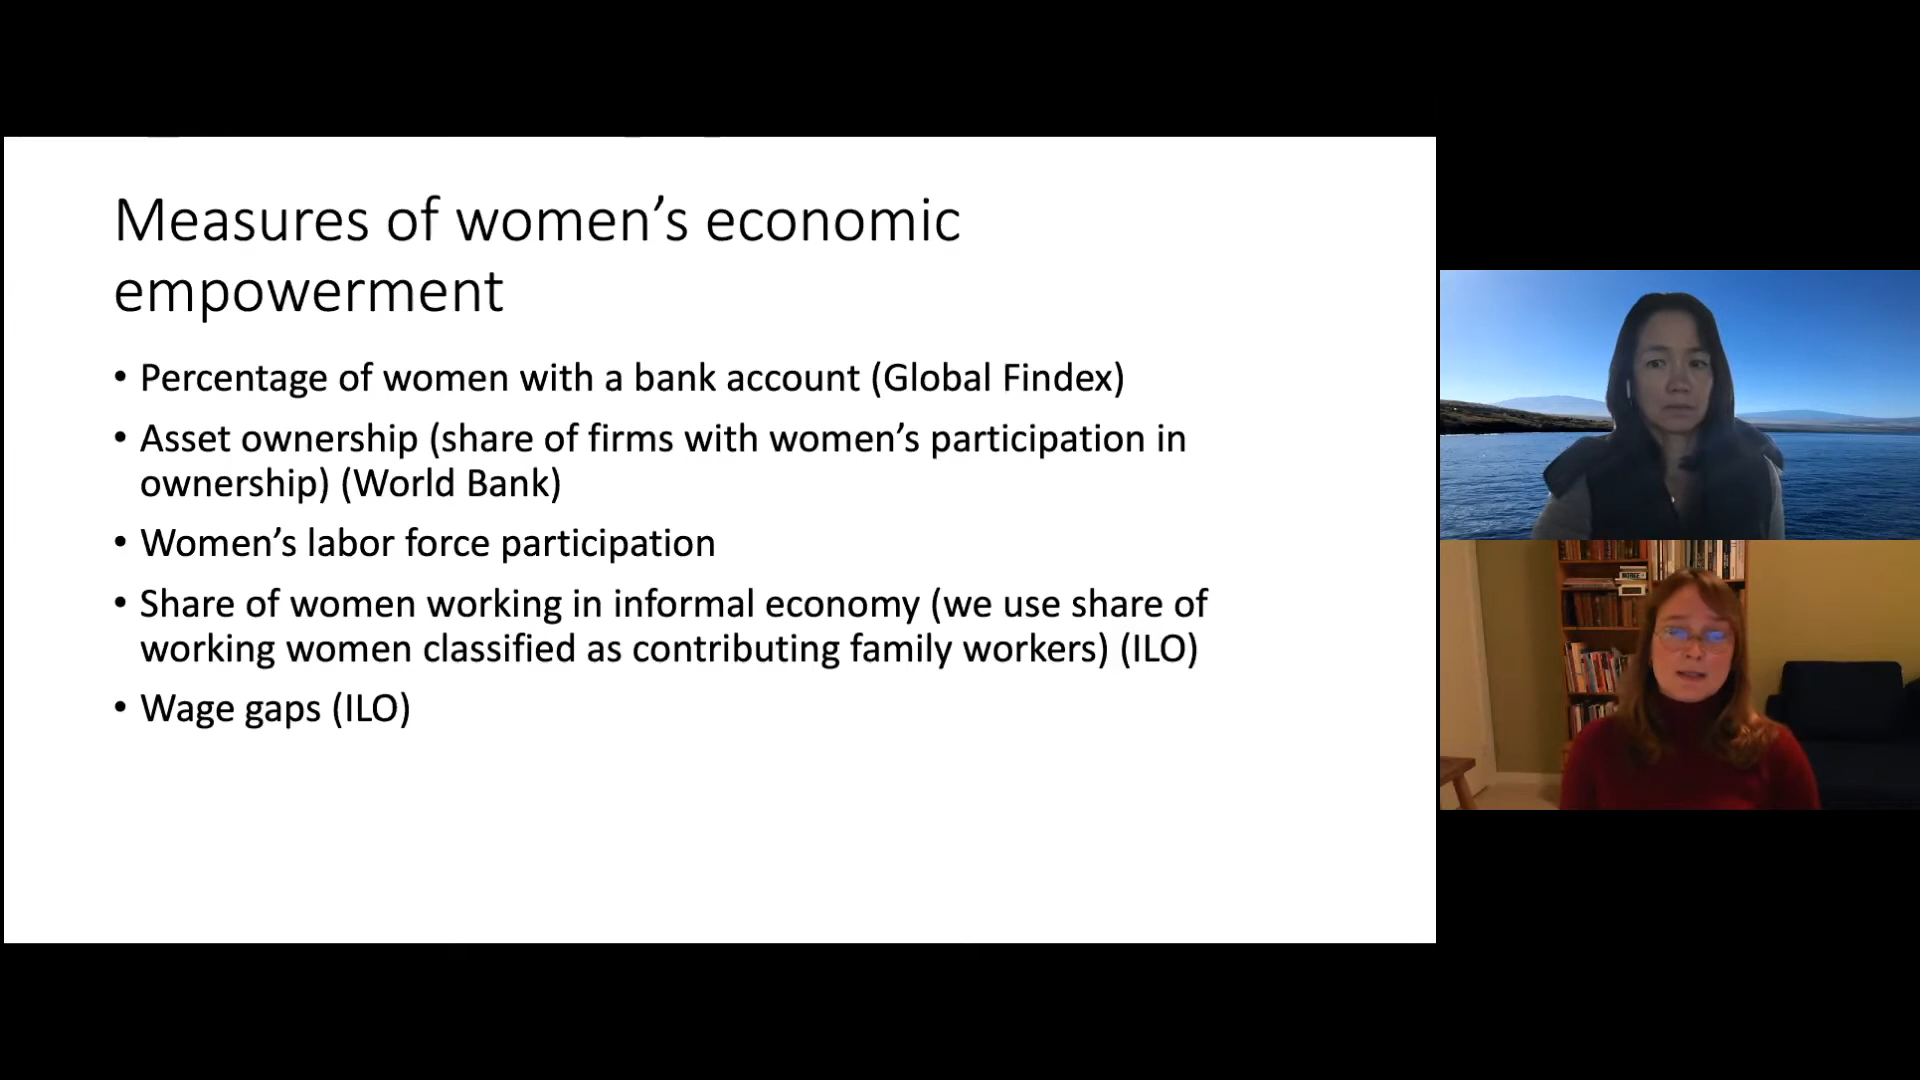 Measures of women’s economic
empowerment
• Percentage of women with a bank account (Global Findex)
• Asset ownership (share of firms with women’s participation in
ownership) (World Bank)
• Women’s labor force participation
• Share of women working in informal economy (we use share of
working women classified as contributing family workers) (ILO)
• Wage gaps (ILO)
NORGE